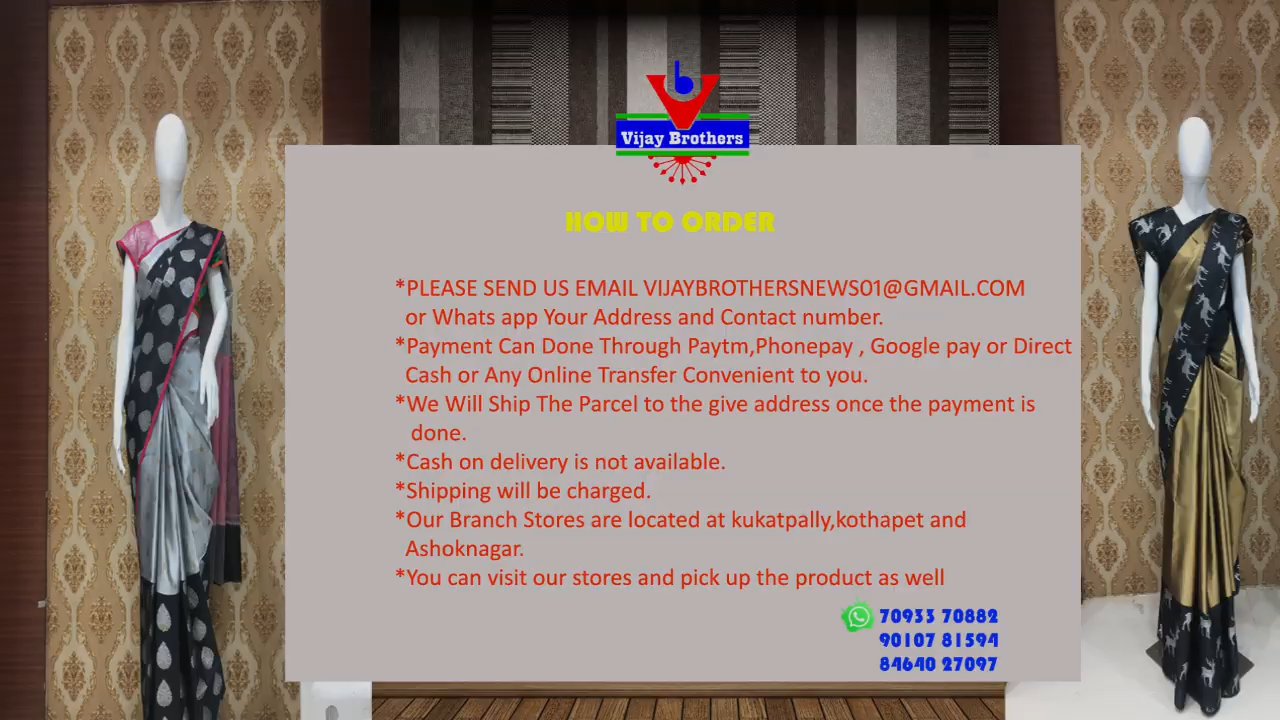 b
Vijay Brothers
HOW TO ORDER
*PLEASE SEND US EMAIL VIJAYBROTHERSNEWS01@GMAIL.COM
or Whats app Your Address and Contact number.
*Payment Can Done Through Paytm,Phonepay , Google pay or Direct
Cash or Any Online Transfer Convenient to you.
*We Will Ship The Parcel to the give address once the payment is
done.
*Cash on delivery is not available.
*Shipping will be charged.
*Our Branch Stores are located at kukatpally,kothapet and
Ashoknagar.
*You can visit our stores and pick up the product as well
70933 70882
90107 81594
84640 27097